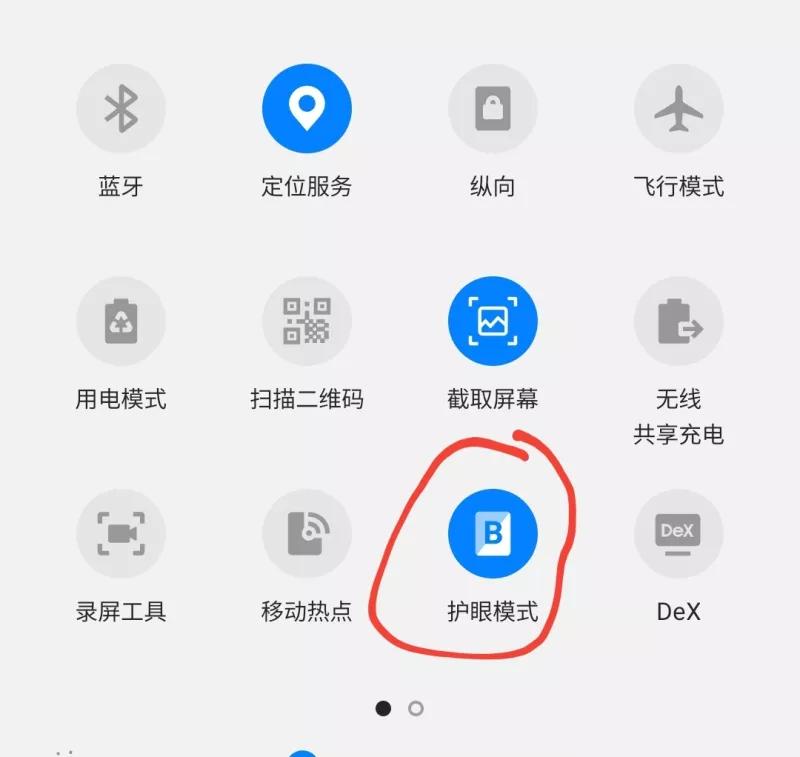 蓝牙
定位服务
纵向
飞行模式
用电模式
扫描二维码
截取屏幕
无线
共享充电
B
DeX
录屏工具
移动热点
护眼模式
DeX